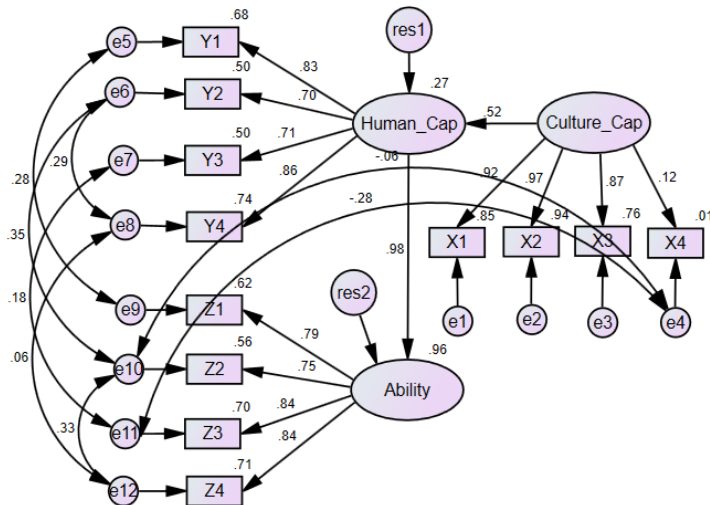 res1
.68
e5
Y1
.83
.27
.50
e6
Y2
.70
Human_Cap
.52
Culture_Cap
.50
.71
.29
e7
Y3
-.06
.92
.86
.97
.87
.12
.28
.74
-.28
.85
.94
.76
.01
e8
Y4
X1
X2
X3
X4
.35
.98
.62
res2
.18
e9
Z1
e1
e2
e3
e4
.79
.06
.56
.96
e10
Z2
.75
Ability
.70
.84
.33
e11
Z3
.84
.71
e12
Z4